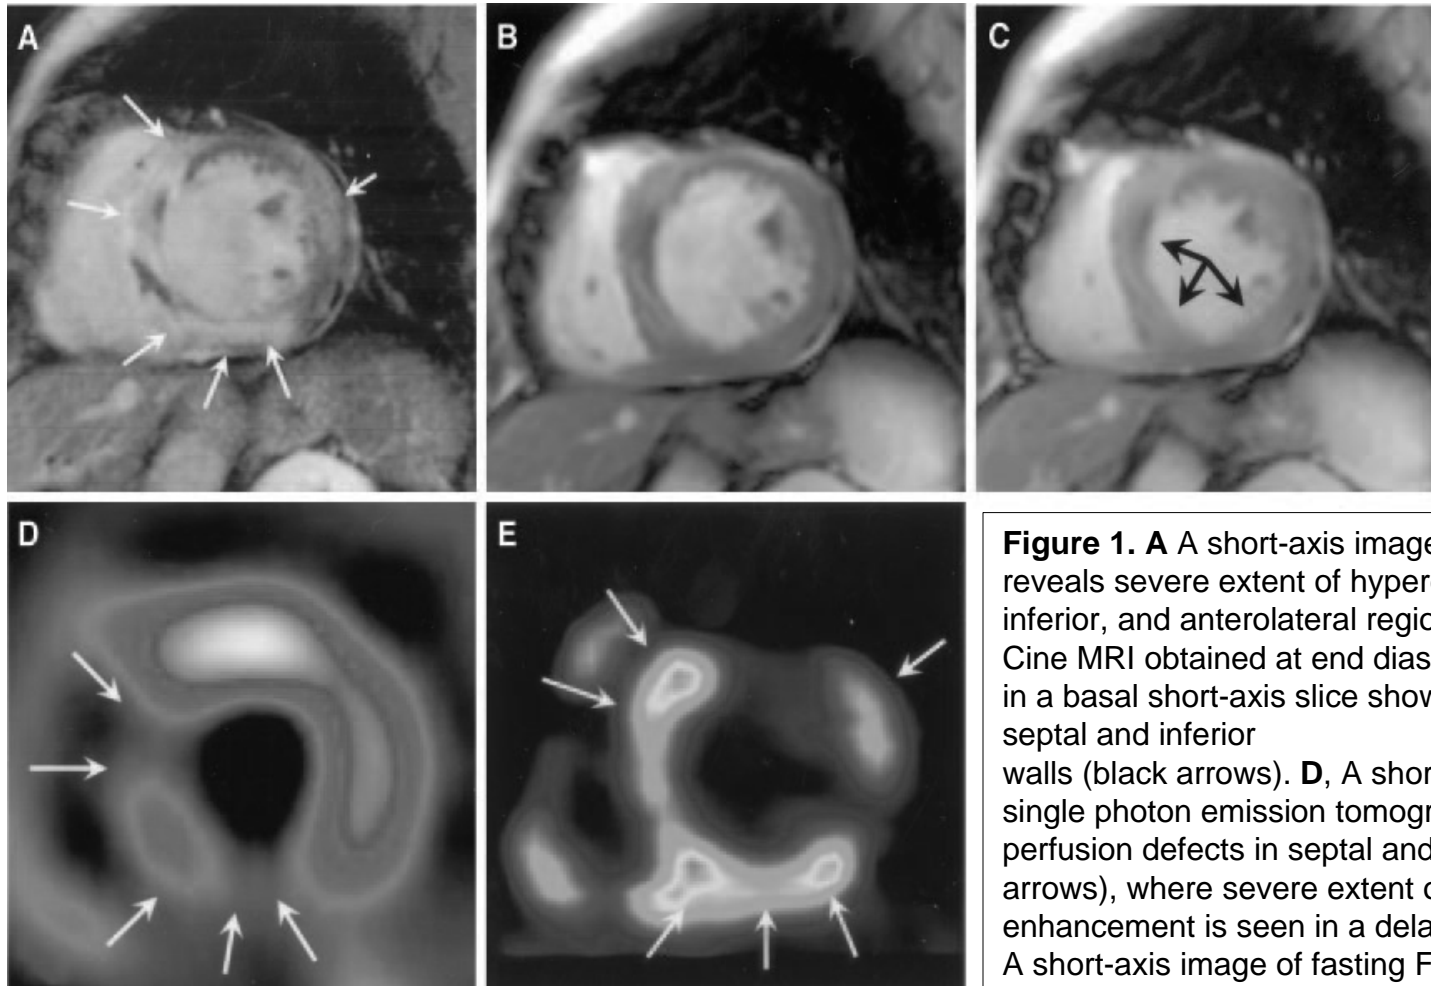 A
B
C
D
E
Figure 1. A A short-axis image
reveals severe extent of hyper
inferior, and anterolateral regio
Cine MRI obtained at end dias
in a basal short-axis slice show
septal and inferior
walls (black arrows). D, A shor
single photon emission tomogr
perfusion defects in septal and
arrows), where severe extent o
enhancement is seen in a dela
A short-axis image of fasting F